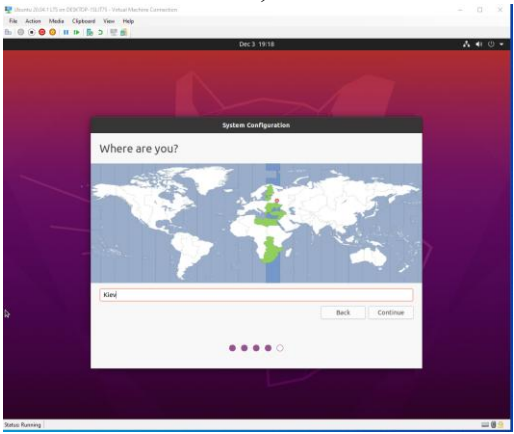 Ubuntu 20.04.1 LTS on DESKTOP-1SIJTTS - Virtual Machine Connection
File Action Media Clipboard View Help
Dec 3 19:18
System Configuration
Where are you?
Kiev
Back Continue
Status: Running